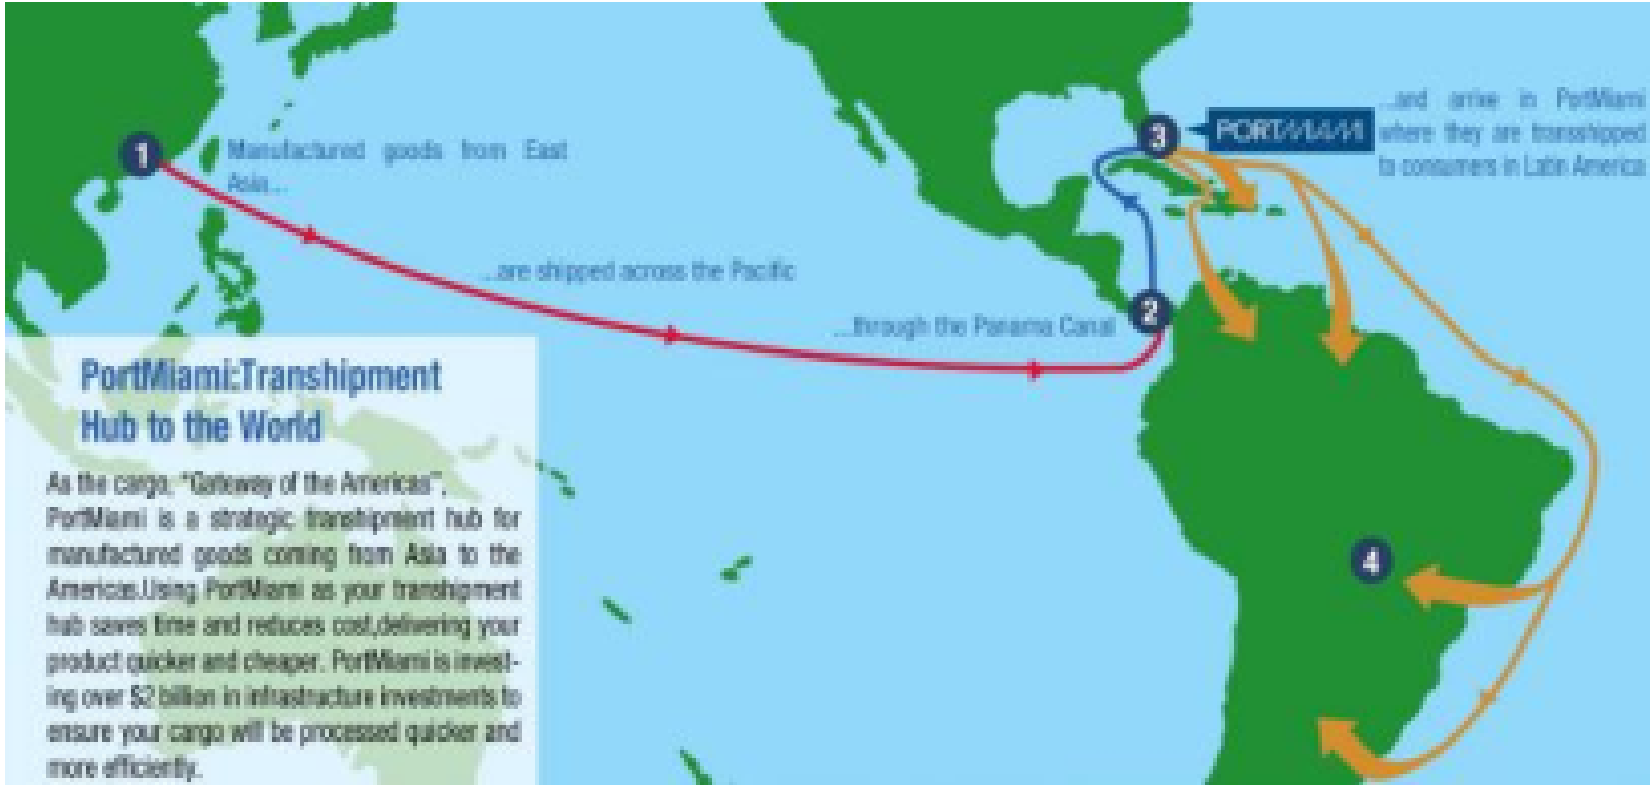 1
Manufactured goods from East
Asia...
...are shipped across the Pacific
...through the Panama Canal
2
3
PORTMIAMI
...and arrive in PortMiami
where they are transshipped
to consumers in Latin America
4
PortMiami:Transhipment
Hub to the World
As the cargo, "Gateway of the Americas",
PortMiami is a strategic transhipment hub for
manufactured goods coming from Asia to the
Americas.Using PortMiami as your transhipment
hub saves time and reduces cost,delivering your
product quicker and cheaper. PortMiami is invest-
ing over $2 billion in infrastructure investments to
ensure your cargo will be processed quicker and
more efficiently.